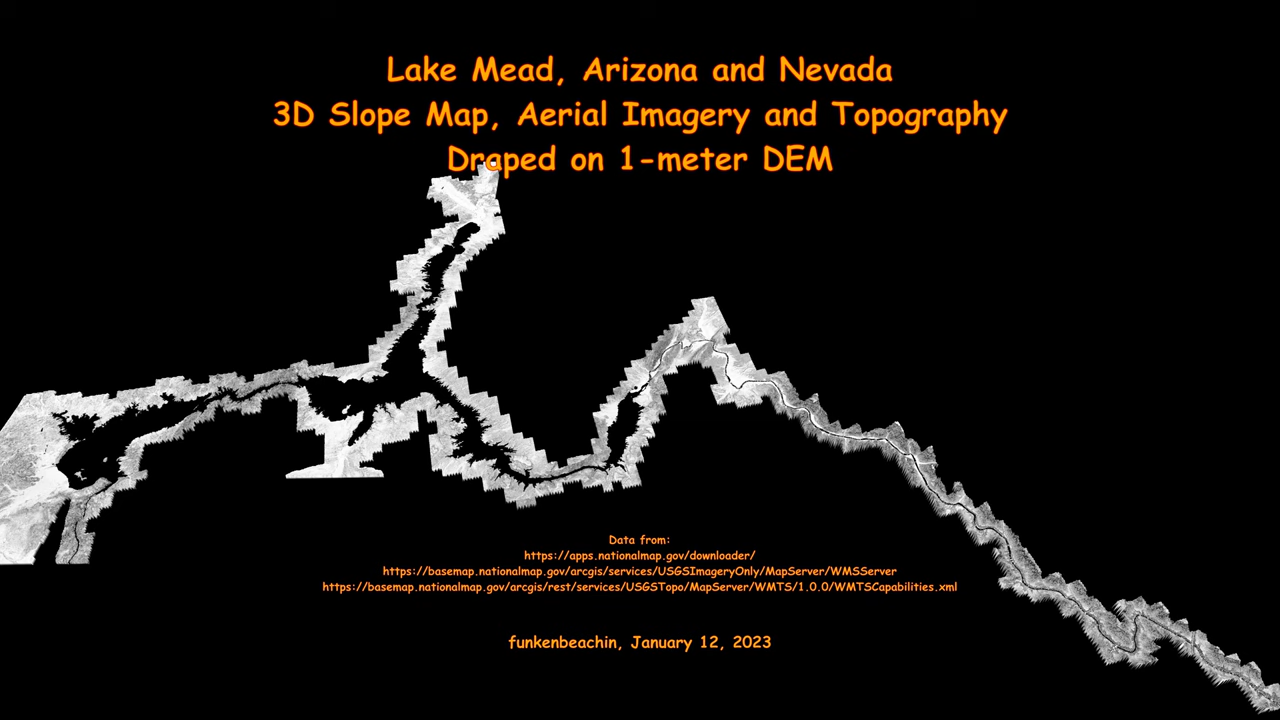 Lake Mead, Arizona and Nevada
3D Slope Map, Aerial Imagery and Topography
Draped on 1-meter DEM
Data from:
https://apps.nationalmap.gov/downloader/
https://basemap.nationalmap.gov/arcgis/services/USGSImageryOnly/MapServer/WMSServer
https://basemap.nationalmap.gov/arcgis/rest/services/USGSTopo/MapServer/WMTS/1.0.0/WMTSCapabilities.xml
funkenbeachin, January 12, 2023